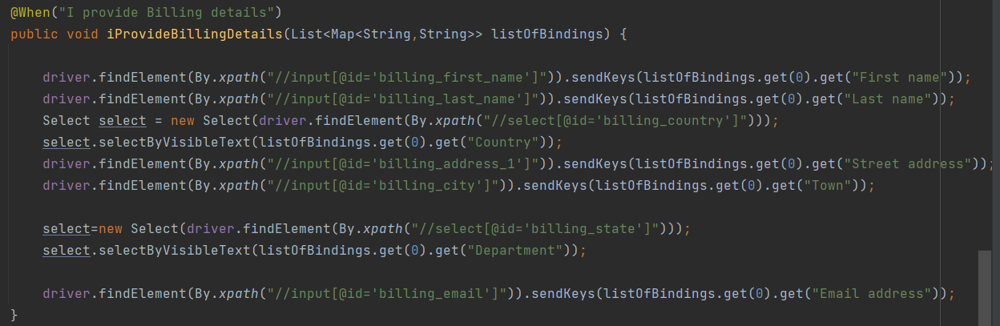 @When("I provide Billing details")
public void iProvideBillingDetails(List<Map<String,String>> listOfBindings) {
driver.findElement(By.xpath("//input[@id='billing_first_name']")).sendKeys(listOfBindings.get(0).get("First name"));
driver.findElement(By.xpath("//input[@id='billing_last_name']")).sendKeys(listOfBindings.get(0).get("Last name"));
Select select = new Select(driver.findElement(By.xpath("//select[@id='billing_country']")));
select.selectByVisibleText(listOfBindings.get(0).get("Country"));
driver.findElement(By.xpath("//input[@id='billing_address_1']")).sendKeys(listOfBindings.get(0).get("Street address"));
driver.findElement(By.xpath("//input[@id='billing_city']")).sendKeys(listOfBindings.get(0).get("Town"));
select=new Select(driver.findElement(By.xpath("//select[@id='billing_state']")));
select.selectByVisibleText(listOfBindings.get(0).get("Department"));
driver.findElement(By.xpath("//input[@id='billing_email']")).sendKeys(listOfBindings.get(0).get("Email address"));
}